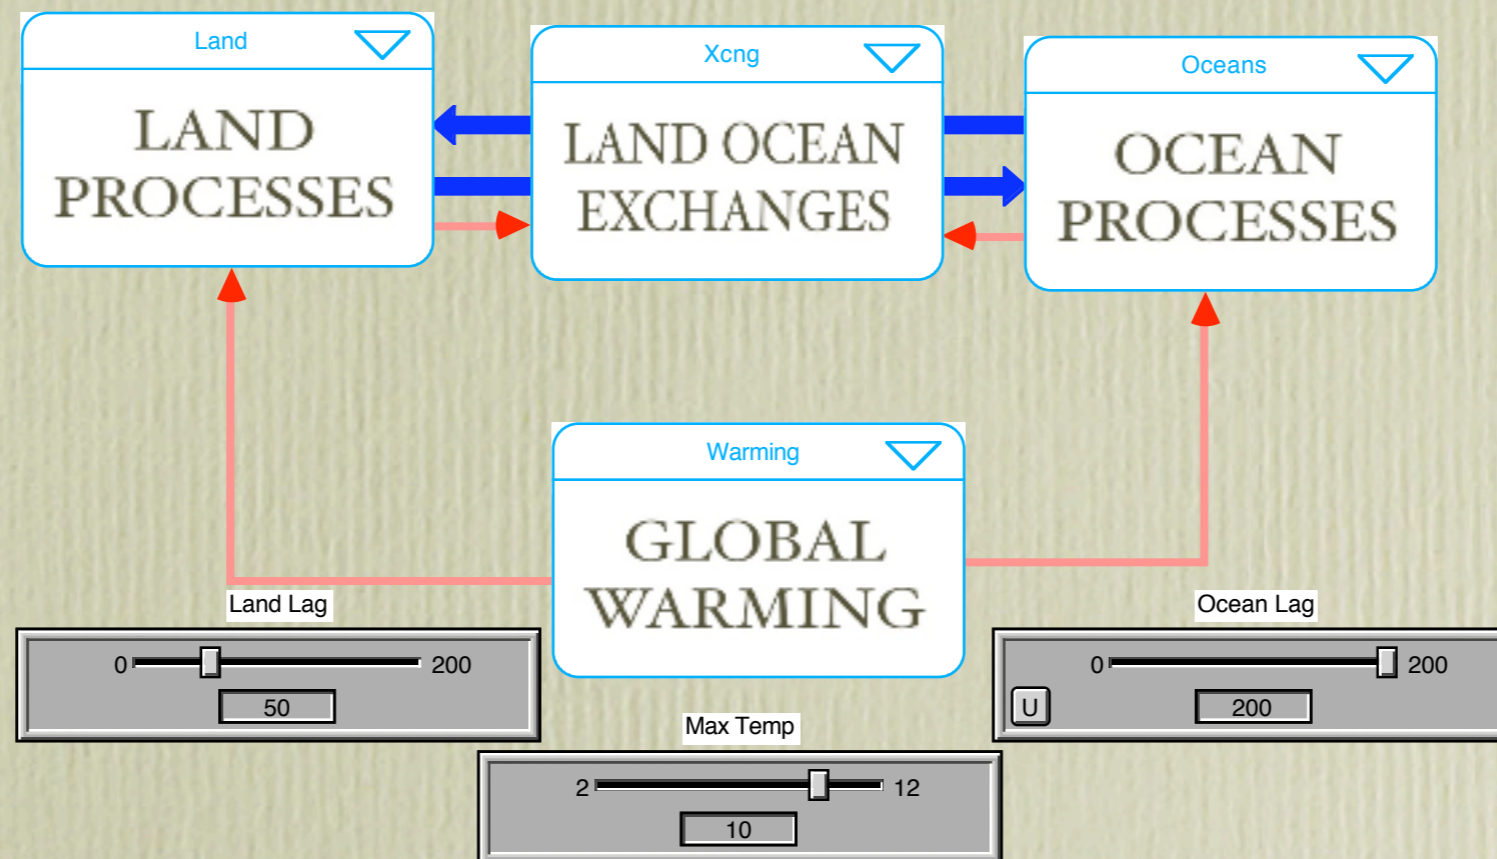 Land
LAND
PROCESSES
Xcng
LAND OCEAN
EXCHANGES
Oceans
OCEAN
PROCESSES
Warming
GLOBAL
WARMING
Land Lag
0 200
50
Ocean Lag
0 200
U 200
Max Temp
2 12
10